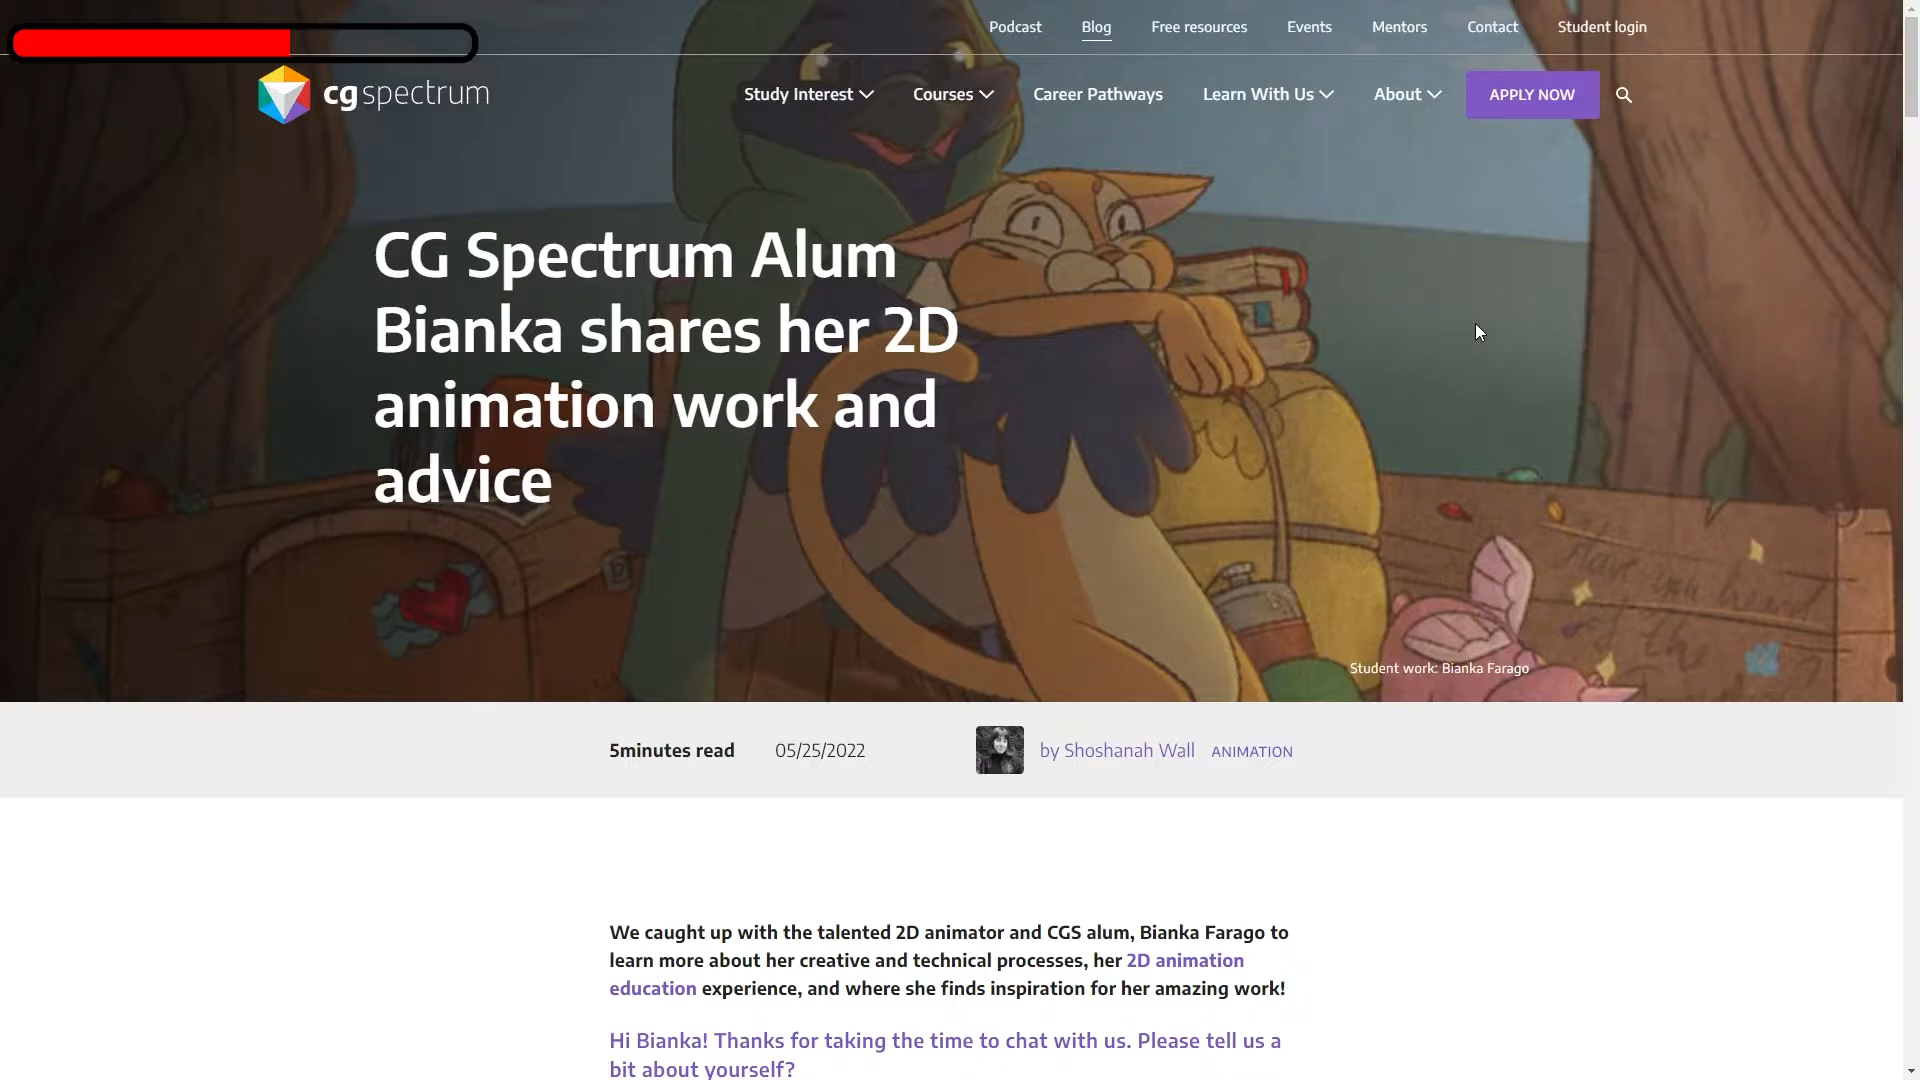 Podcast Blog Free resources Events Mentors Contact Student login
cg spectrum
Study Interest Courses Career Pathways Learn With Us About APPLY NOW
CG Spectrum Alum
Bianka shares her 2D
animation work and
advice
Student work: Bianka Farago
5minutes read 05/25/2022 by Shoshanah Wall ANIMATION
We caught up with the talented 2D animator and CGS alum, Bianka Farago to
learn more about her creative and technical processes, her 2D animation
education experience, and where she finds inspiration for her amazing work!
Hi Bianka! Thanks for taking the time to chat with us. Please tell us a
bit about yourself?